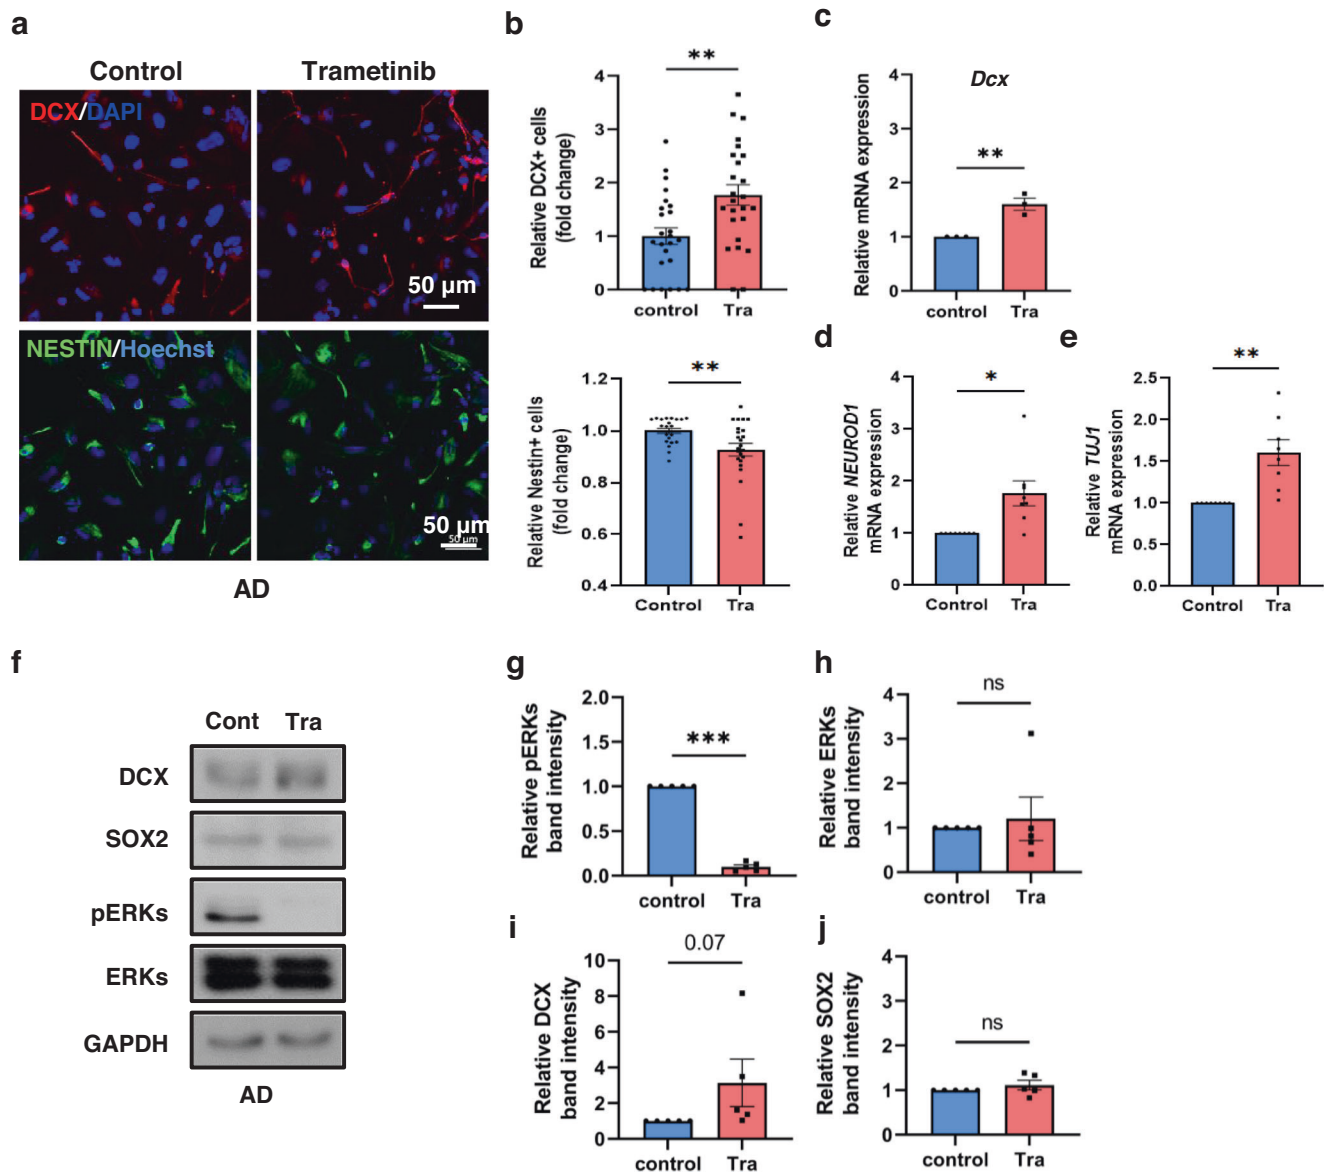 a
Control
Trametinib
DCX/DAPI
50 µm
NESTIN/Hoechst
50 µm
50 µm
AD
b
**
Relative DCX+ cells
(fold change)
4
3
2
1
0
control
Tra
**
Relative Nestin+ cells
(fold change)
1.2
1.0
0.8
0.6
0.4
Control
Tra
c
Dcx
**
Relative mRNA expression
4
3
2
1
0
control
Tra
d
*
Relative NEUROD1
mRNA expression
4
3
2
1
0
Control
Tra
e
**
Relative TUJ1
mRNA expression
2.5
2.0
1.5
1.0
0.5
0.0
Control
Tra
f
Cont
Tra
DCX
SOX2
pERKs
ERKs
GAPDH
AD
g
***
Relative pERKs
band intensity
2.0
1.5
1.0
0.5
0.0
control
Tra
h
ns
Relative ERKs
band intensity
4
3
2
1
0
control
Tra
i
0.07
Relative DCX
band intensity
10
8
6
4
2
0
control
Tra
j
ns
Relative SOX2
band intensity
4
3
2
1
0
control
Tra